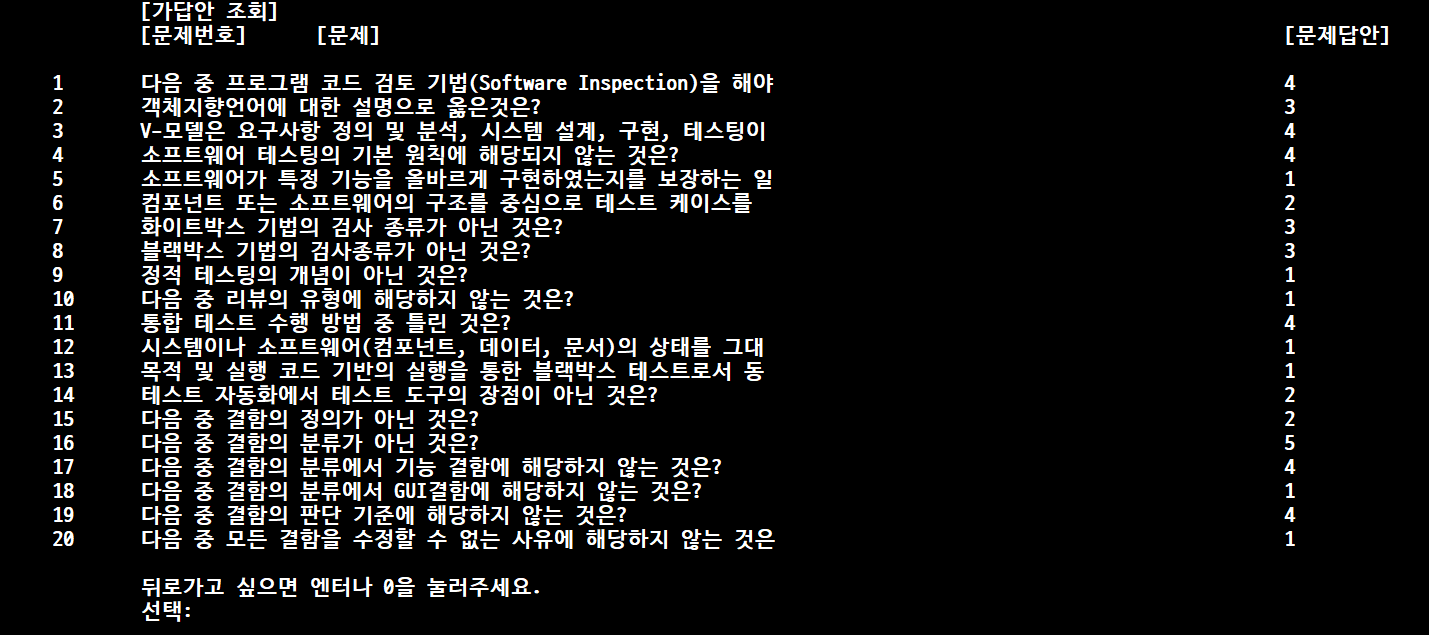 [가답안 조회]
[문제번호] [문제] [문제답안]
1 다음 중 프로그램 코드 검토 기법(Software Inspection)을 해야 4
2 객체지향언어에 대한 설명으로 옳은것은? 3
3 V-모델은 요구사항 정의 및 분석, 시스템 설계, 구현, 테스팅이 4
4 소프트웨어 테스팅의 기본 원칙에 해당되지 않는 것은? 4
5 소프트웨어가 특정 기능을 올바르게 구현하였는지를 보장하는 일 1
6 컴포넌트 또는 소프트웨어의 구조를 중심으로 테스트 케이스를 2
7 화이트박스 기법의 검사 종류가 아닌 것은? 3
8 블랙박스 기법의 검사종류가 아닌 것은? 3
9 정적 테스팅의 개념이 아닌 것은? 1
10 다음 중 리뷰의 유형에 해당하지 않는 것은? 1
11 통합 테스트 수행 방법 중 틀린 것은? 4
12 시스템이나 소프트웨어(컴포넌트, 데이터, 문서)의 상태를 그대 1
13 목적 및 실행 코드 기반의 실행을 통한 블랙박스 테스트로서 동 1
14 테스트 자동화에서 테스트 도구의 장점이 아닌 것은? 2
15 다음 중 결함의 정의가 아닌 것은? 2
16 다음 중 결함의 분류가 아닌 것은? 5
17 다음 중 결함의 분류에서 기능 결함에 해당하지 않는 것은? 4
18 다음 중 결함의 분류에서 GUI결함에 해당하지 않는 것은? 1
19 다음 중 결함의 판단 기준에 해당하지 않는 것은? 4
20 다음 중 모든 결함을 수정할 수 없는 사유에 해당하지 않는 것은 1
뒤로가고 싶으면 엔터나 0을 눌러주세요.
선택: